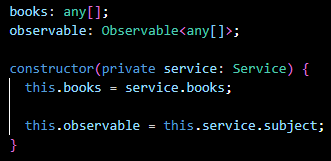 books: any[];
observable: Observable<any[]>;
constructor(private service: Service) {
this.books = service.books;
this.observable = this.service.subject;
}